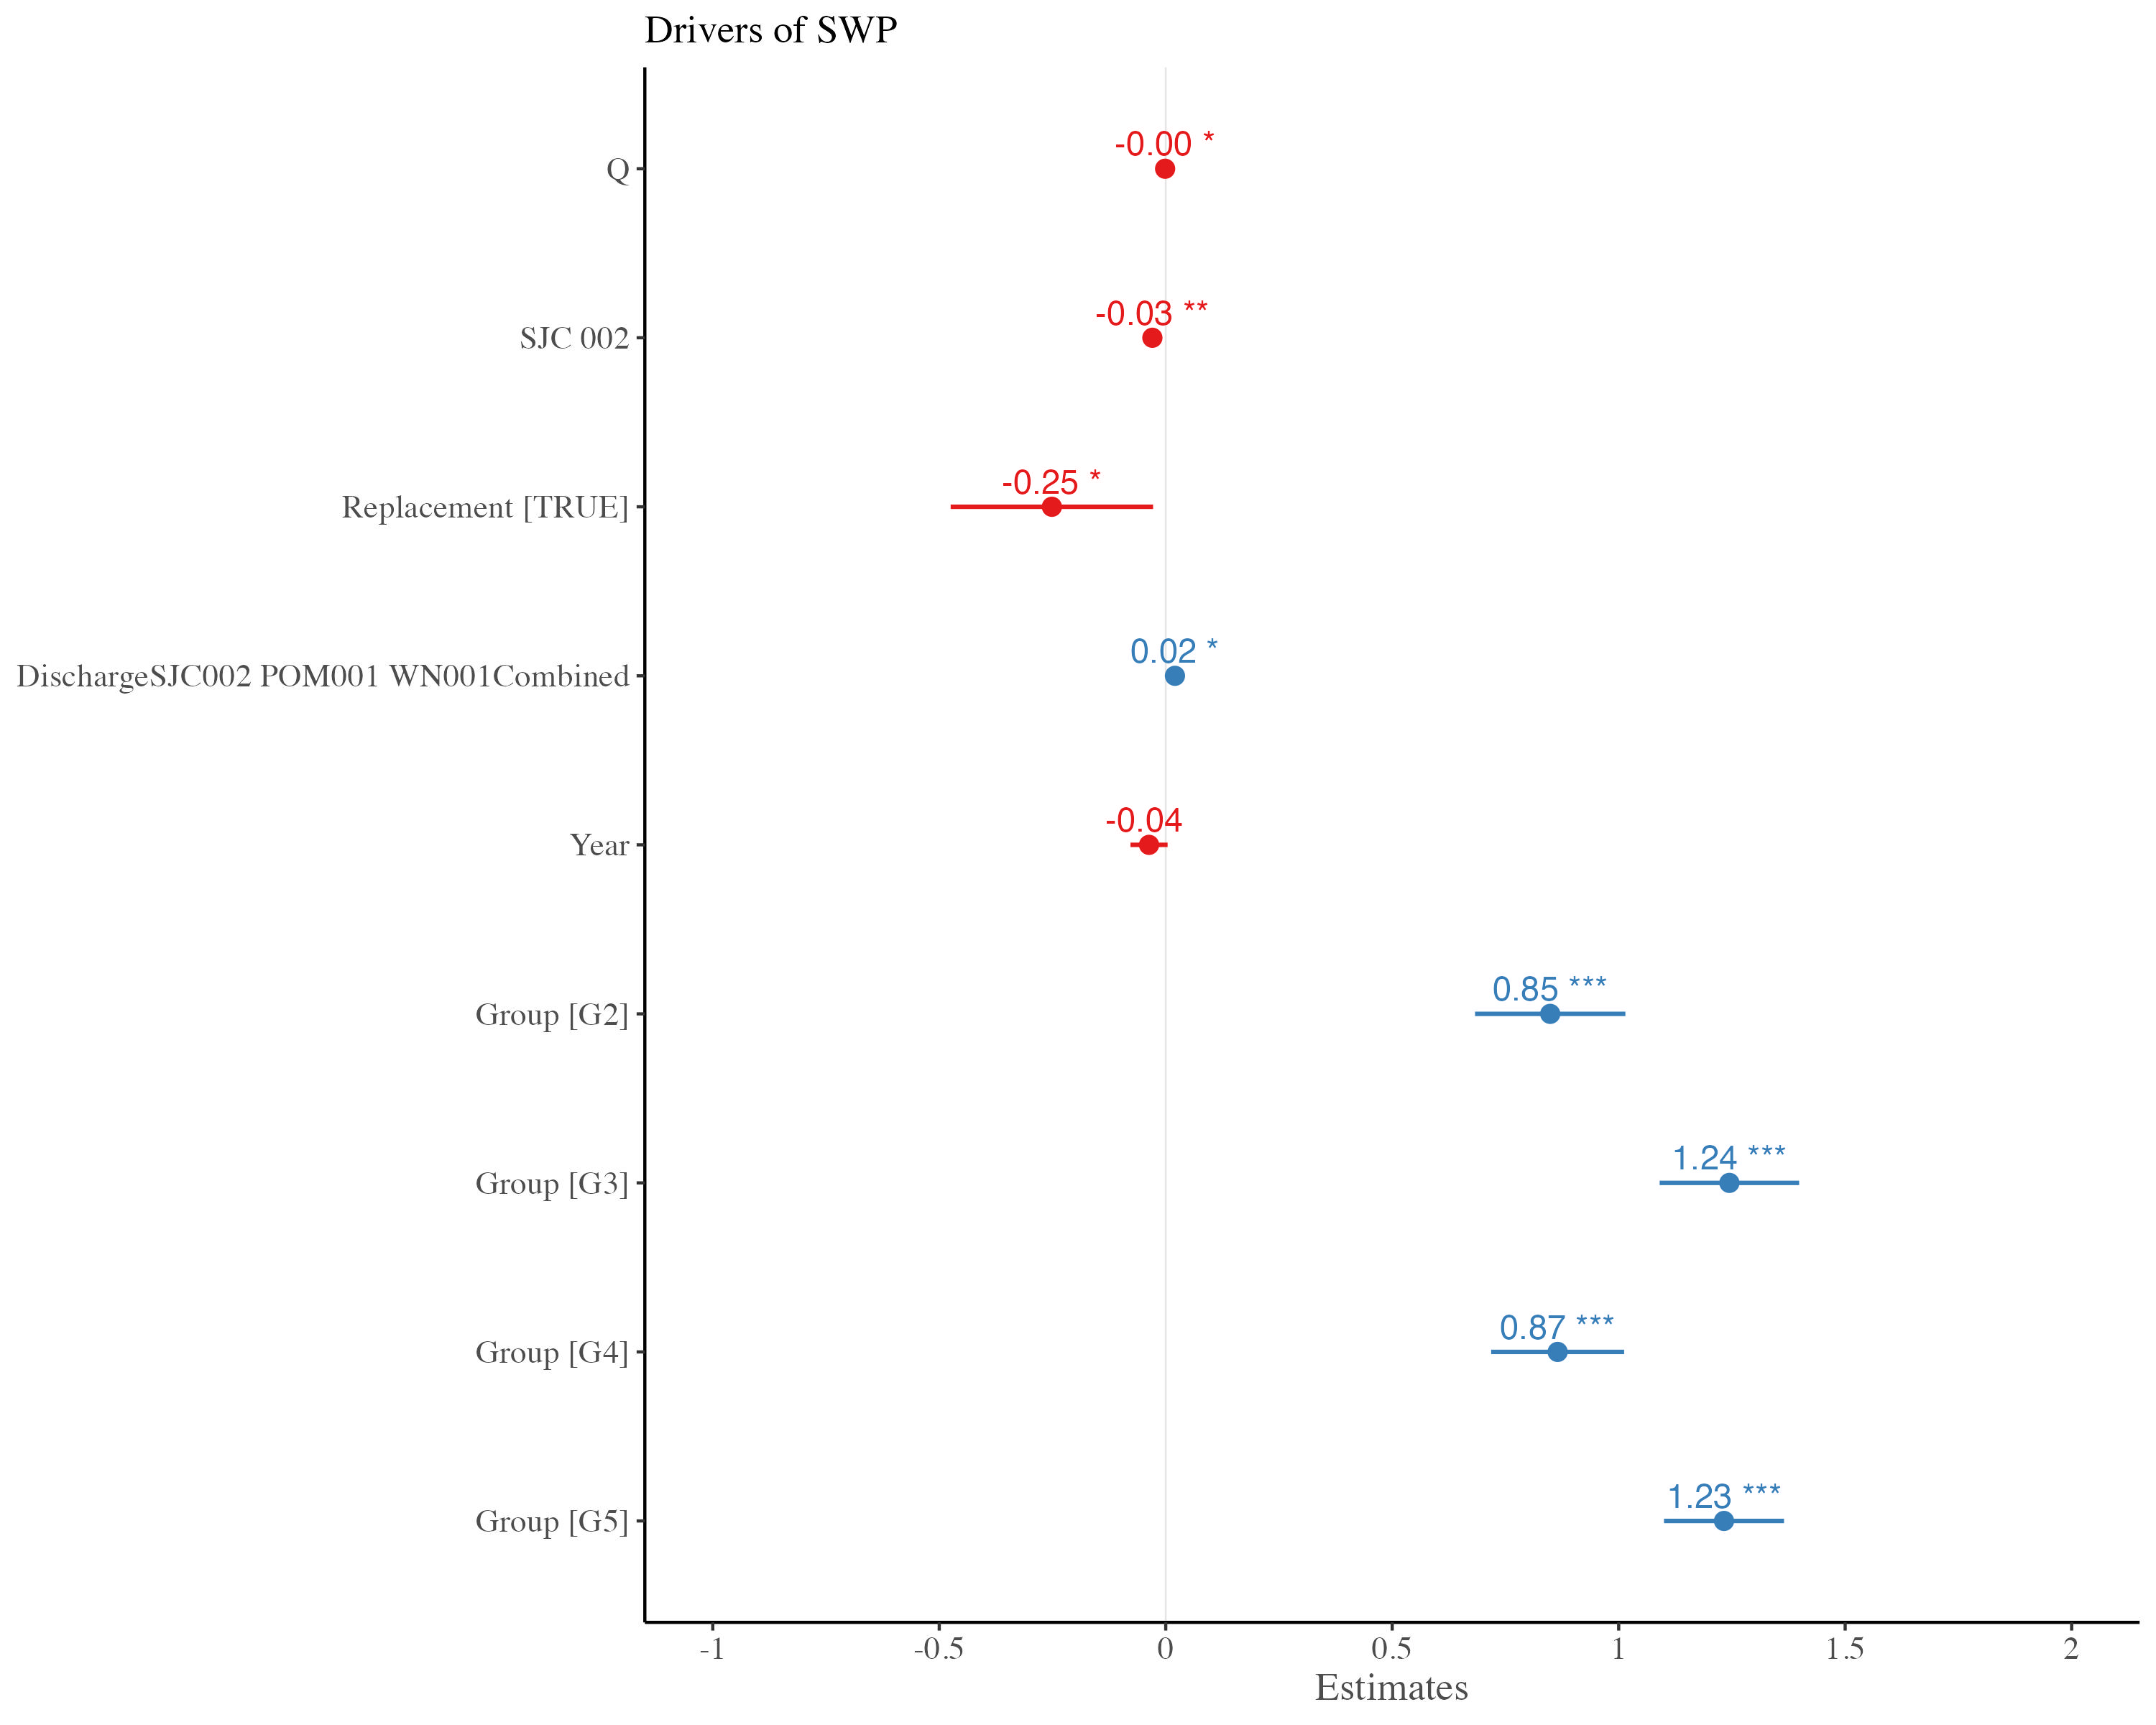 Drivers of SWP
Q
-0.00 *
SJC 002
-0.03 **
Replacement [TRUE]
-0.25 *
DischargeSJC002 POM001 WN001Combined
0.02 *
Year
-0.04
Group [G2]
0.85 ***
Group [G3]
1.24 ***
Group [G4]
0.87 ***
Group [G5]
1.23 ***
-1 -0.5 0 0.5 1 1.5 2
Estimates